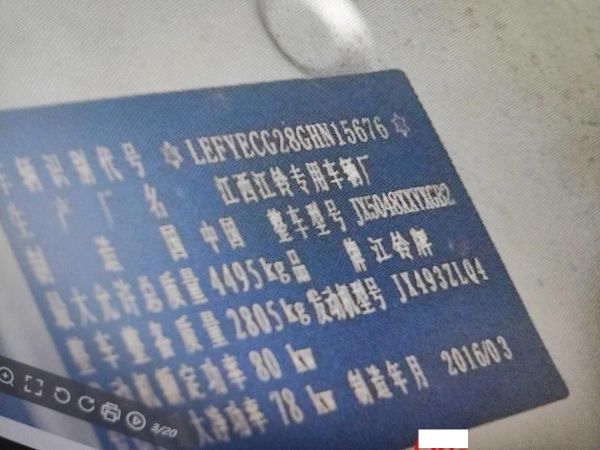 车辆识别代号 ✡ LEFYECG28GHN15676 ✡
生产厂名 江西江铃专用车辆厂
制造国 中国 整车型号 JX5048XXYXGB2
最大允许总质量 4495kg 品牌 江铃牌
整车整备质量 2805kg 发动机型号 JX493ZLQ4
机额定功率 80 kw
大净功率 78 kw 制造年月 2016/03
3/20